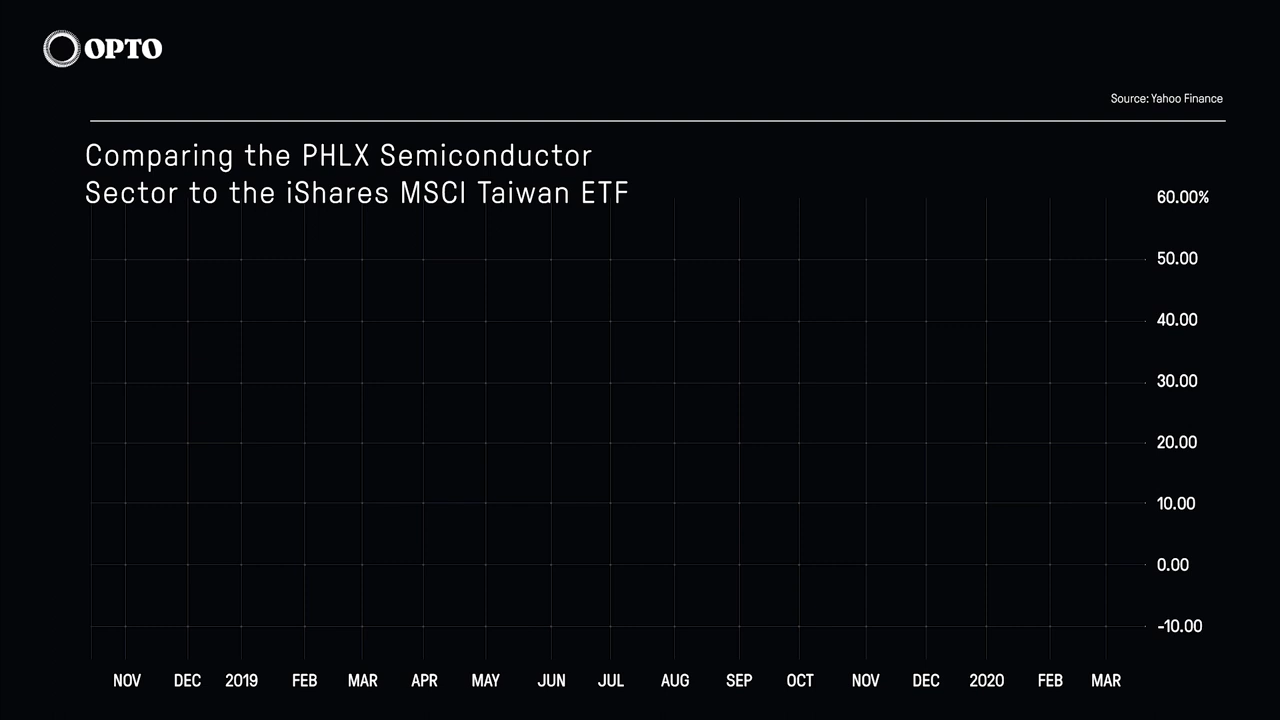 OPTO
Source: Yahoo Finance
Comparing the PHLX Semiconductor
Sector to the iShares MSCI Taiwan ETF
60.00%
50.00
40.00
30.00
20.00
10.00
0.00
-10.00
NOV DEC 2019 FEB MAR APR MAY JUN JUL AUG SEP OCT NOV DEC 2020 FEB MAR